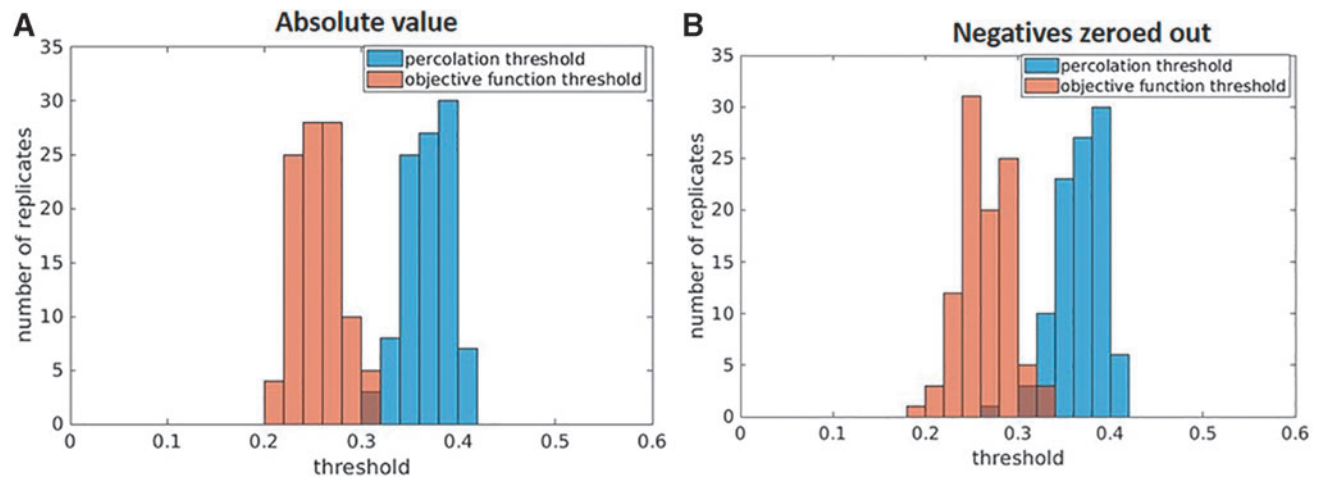 A
Absolute value
35
30
25
20
15
10
5
0
number of replicates
percolation threshold
objective function threshold
0 0.1 0.2 0.3 0.4 0.5 0.6
threshold
B
Negatives zeroed out
35
30
25
20
15
10
5
0
number of replicates
percolation threshold
objective function threshold
0 0.1 0.2 0.3 0.4 0.5 0.6
threshold